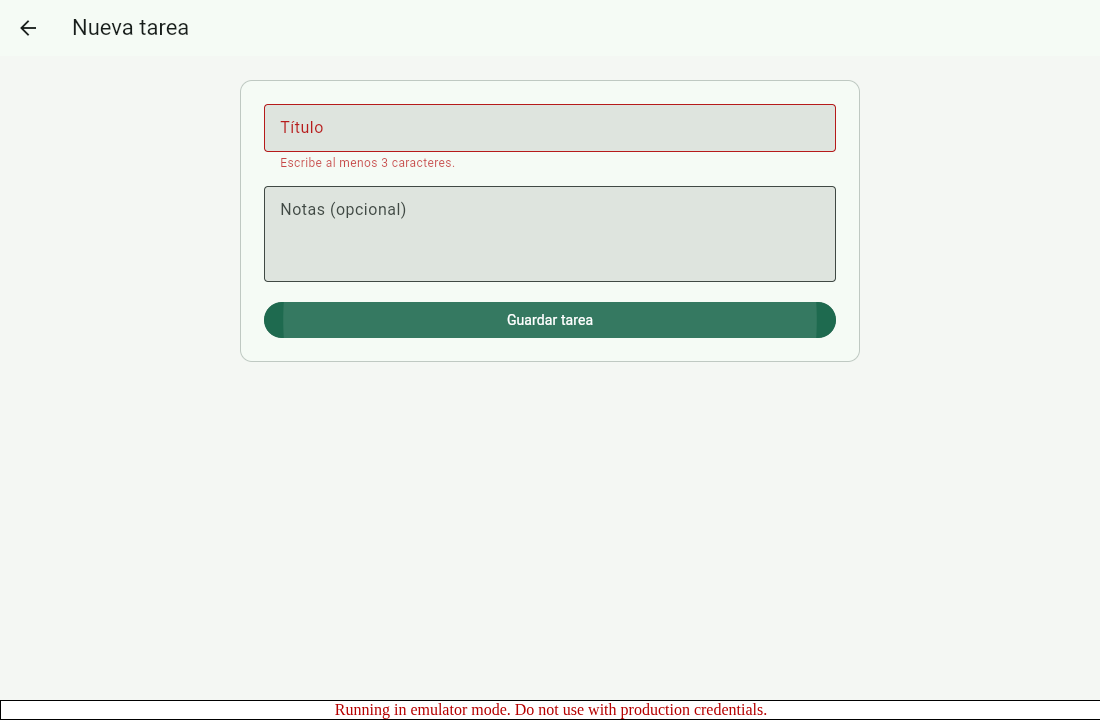 Nueva tarea
Título
Escribe al menos 3 caracteres.
Notas (opcional)
Guardar tarea
Running in emulator mode. Do not use with production credentials.